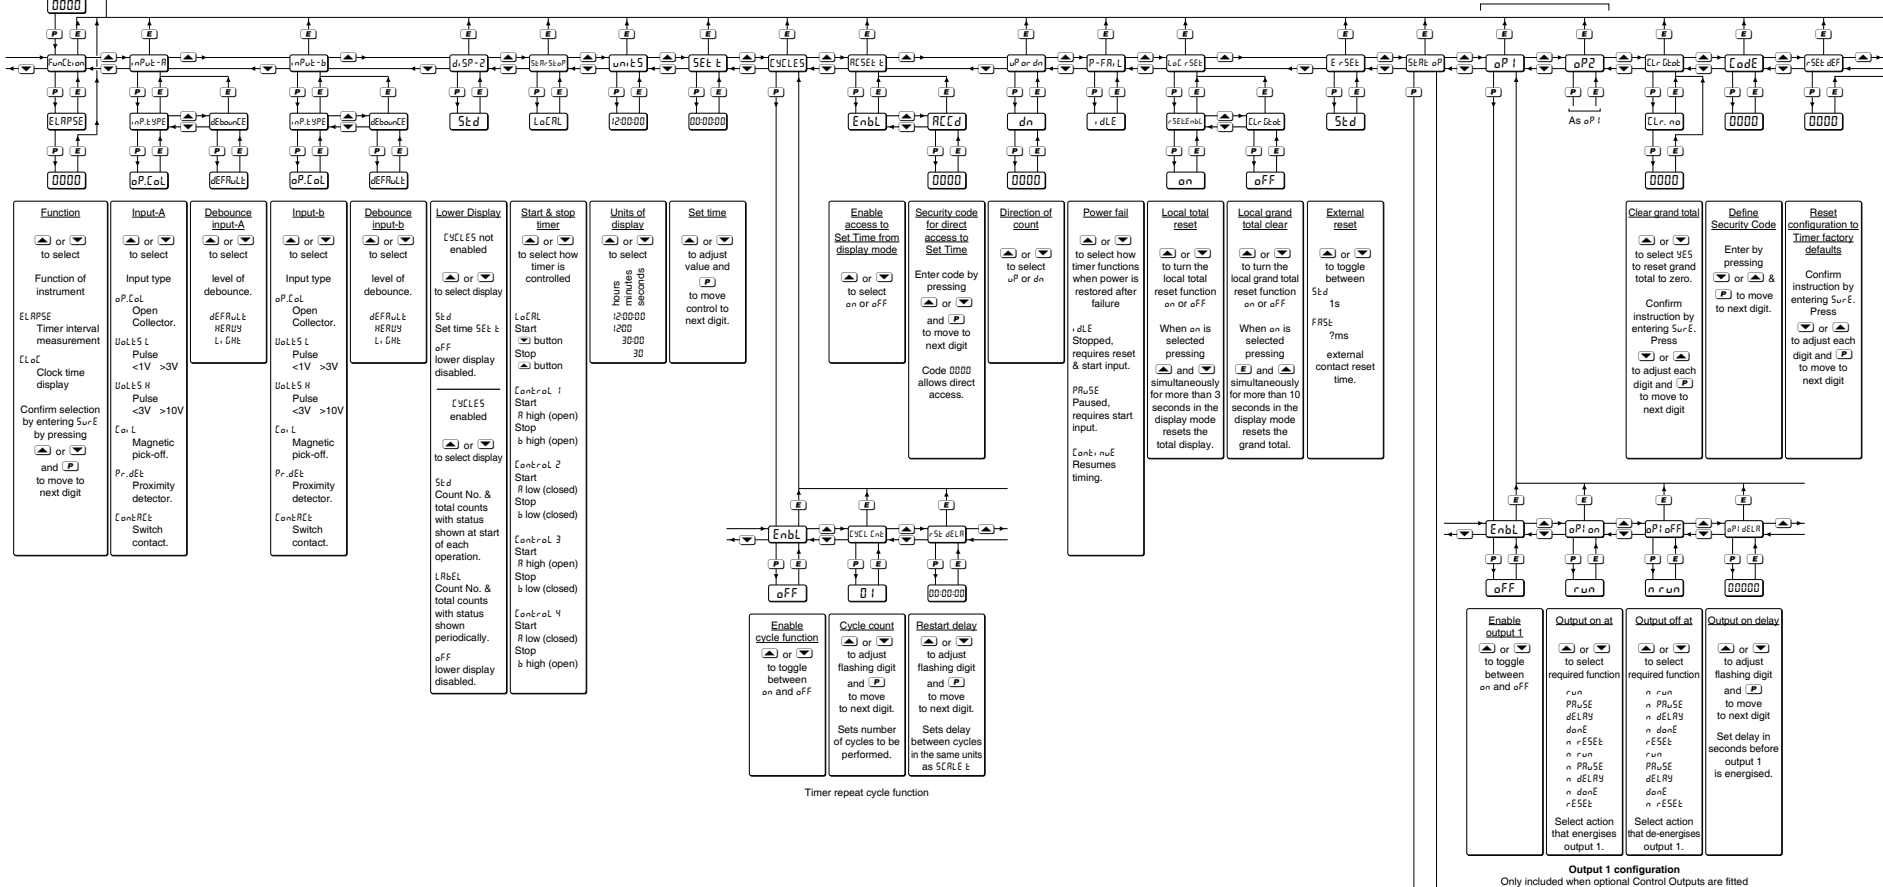 0000
P E E E E E E E E E E E E E E E E E E E E
FunCtion inPut-A inPut-b diSP-2 StArStoP unitS SEt t CYCLES ACSEt t uP or dn P-FAiL LoC rSEt E rSEt StAt oP oP1 oP2 CLr Gtot CodE rSEt dEF
P E P E P E P E P E P E P E P E P E P E P E P E P P E P E P E P E
ELAPSE inP.tYPE dEbounCE inP.tYPE dEbounCE Std LoCAL 12:00:00 00:00:00 EnbL ACCd dn idLE rSEtEnbL CLr Gtot Std As oP1 CLr. no 0000 0000
P E P E P E P E P E P E P E P E P E P E
0000 oP.CoL dEFAuLt oP.CoL dEFAuLt 0000 0000 on oFF 0000
Function
or
to select
Function of
instrument
ELAPSE
Timer interval
measurement
CLoC
Clock time
display
Confirm selection
by entering SurE
by pressing
or
and P
to move to
next digit
Input-A
or
to select
Input type
oP.CoL
Open
Collector.
VoLtS L
Pulse
<1V >3V
VoLtS H
Pulse
<3V >10V
CoiL
Magnetic
pick-off.
Pr.dEt
Proximity
detector.
ContACt
Switch
contact.
Debounce
input-A
or
to select
level of
debounce.
dEFAuLt
HEAVY
LiGHt
Input-b
or
to select
Input type
oP.CoL
Open
Collector.
VoLtS L
Pulse
<1V >3V
VoLtS H
Pulse
<3V >10V
CoiL
Magnetic
pick-off.
Pr.dEt
Proximity
detector.
ContACt
Switch
contact.
Debounce
input-b
or
to select
level of
debounce.
dEFAuLt
HEAVY
LiGHt
Lower Display
CYCLES not
enabled
or
to select display
Std
Set time SEt t
oFF
lower display
disabled.
CYCLES
enabled
or
to select display
Std
Count No. &
total counts
with status
shown at start
of each
operation.
LAbEL
Count No. &
total counts
with status
shown
periodically.
oFF
lower display
disabled.
Start & stop
timer
or
to select how
timer is
controlled
LoCAL
Start
button
Stop
button
ControL 1
Start
A high (open)
Stop
b high (open)
ControL 2
Start
A low (closed)
Stop
b low (closed)
ControL 3
Start
A high (open)
Stop
b low (closed)
ControL 4
Start
A low (closed)
Stop
b high (open)
Units of
display
or
to select
hours
minutes
seconds
12:00:00
1200
30:00
30
Set time
or
to adjust
value and
P
to move
control to
next digit.
Enable
access to
Set Time from
display mode
or
to select
on or oFF
Security code
for direct
access to
Set Time
Enter code by
pressing
or
and P
to move to
next digit
Code 0000
allows direct
access.
Direction of
count
or
to select
uP or dn
Power fail
or
to select how
timer functions
when power is
restored after
failure
idLE
Stopped,
requires reset
& start input.
PAuSE
Paused,
requires start
input.
ContinuE
Resumes
timing.
Local total
reset
or
to turn the
local total
reset function
on or oFF
When on is
selected
pressing
and
simultaneously
for more than 3
seconds in the
display mode
resets the
total display.
Local grand
total clear
or
to turn the
local grand total
reset function
on or oFF
When on is
selected
pressing
E and
simultaneously
for more than 10
seconds in the
display mode
resets the
grand total.
External
reset
or
to toggle
between
Std
1s
FASt
?ms
external
contact reset
time.
Clear grand total
or
to select YES
to reset grand
total to zero.
Confirm
instruction by
entering SurE.
Press
or
to adjust each
digit and P
to move to
next digit
Define
Security Code
Enter by
pressing
or &
P to move
to next digit.
Reset
configuration to
Timer factory
defaults
Confirm
instruction by
entering SurE.
Press
or
to adjust each
digit and P
to move to
next digit
E E E
EnbL CYCL Cnt rSt dELA
P E P E P E
oFF 01 00:00:00
Enable
cycle function
or
to toggle
between
on and oFF
Cycle count
or
to adjust
flashing digit
and P
to move
to next digit.
Sets number
of cycles to be
performed.
Restart delay
or
to adjust
flashing digit
and P
to move
to next digit.
Sets delay
between cycles
in the same units
as SCALE t
Timer repeat cycle function
E E E E
EnbL oP1 on oP1 oFF oP1 dELA
P E P E P E P E
oFF run n run 00000
Enable
output 1
or
to toggle
between
on and oFF
Output on at
or
to select
required function
run
PAuSE
dELAY
donE
n rESEt
n run
n PAuSE
n dELAY
n donE
rESEt
Select action
that energises
output 1.
Output off at
or
to select
required function
n run
n PAuSE
n dELAY
n donE
rESEt
run
PAuSE
dELAY
donE
n rESEt
Select action
that de-energises
output 1.
Output on delay
or
to adjust
flashing digit
and P
to move
to next digit
Set delay in
seconds before
output 1
is energised.
Output 1 configuration
Only included when optional Control Outputs are fitted